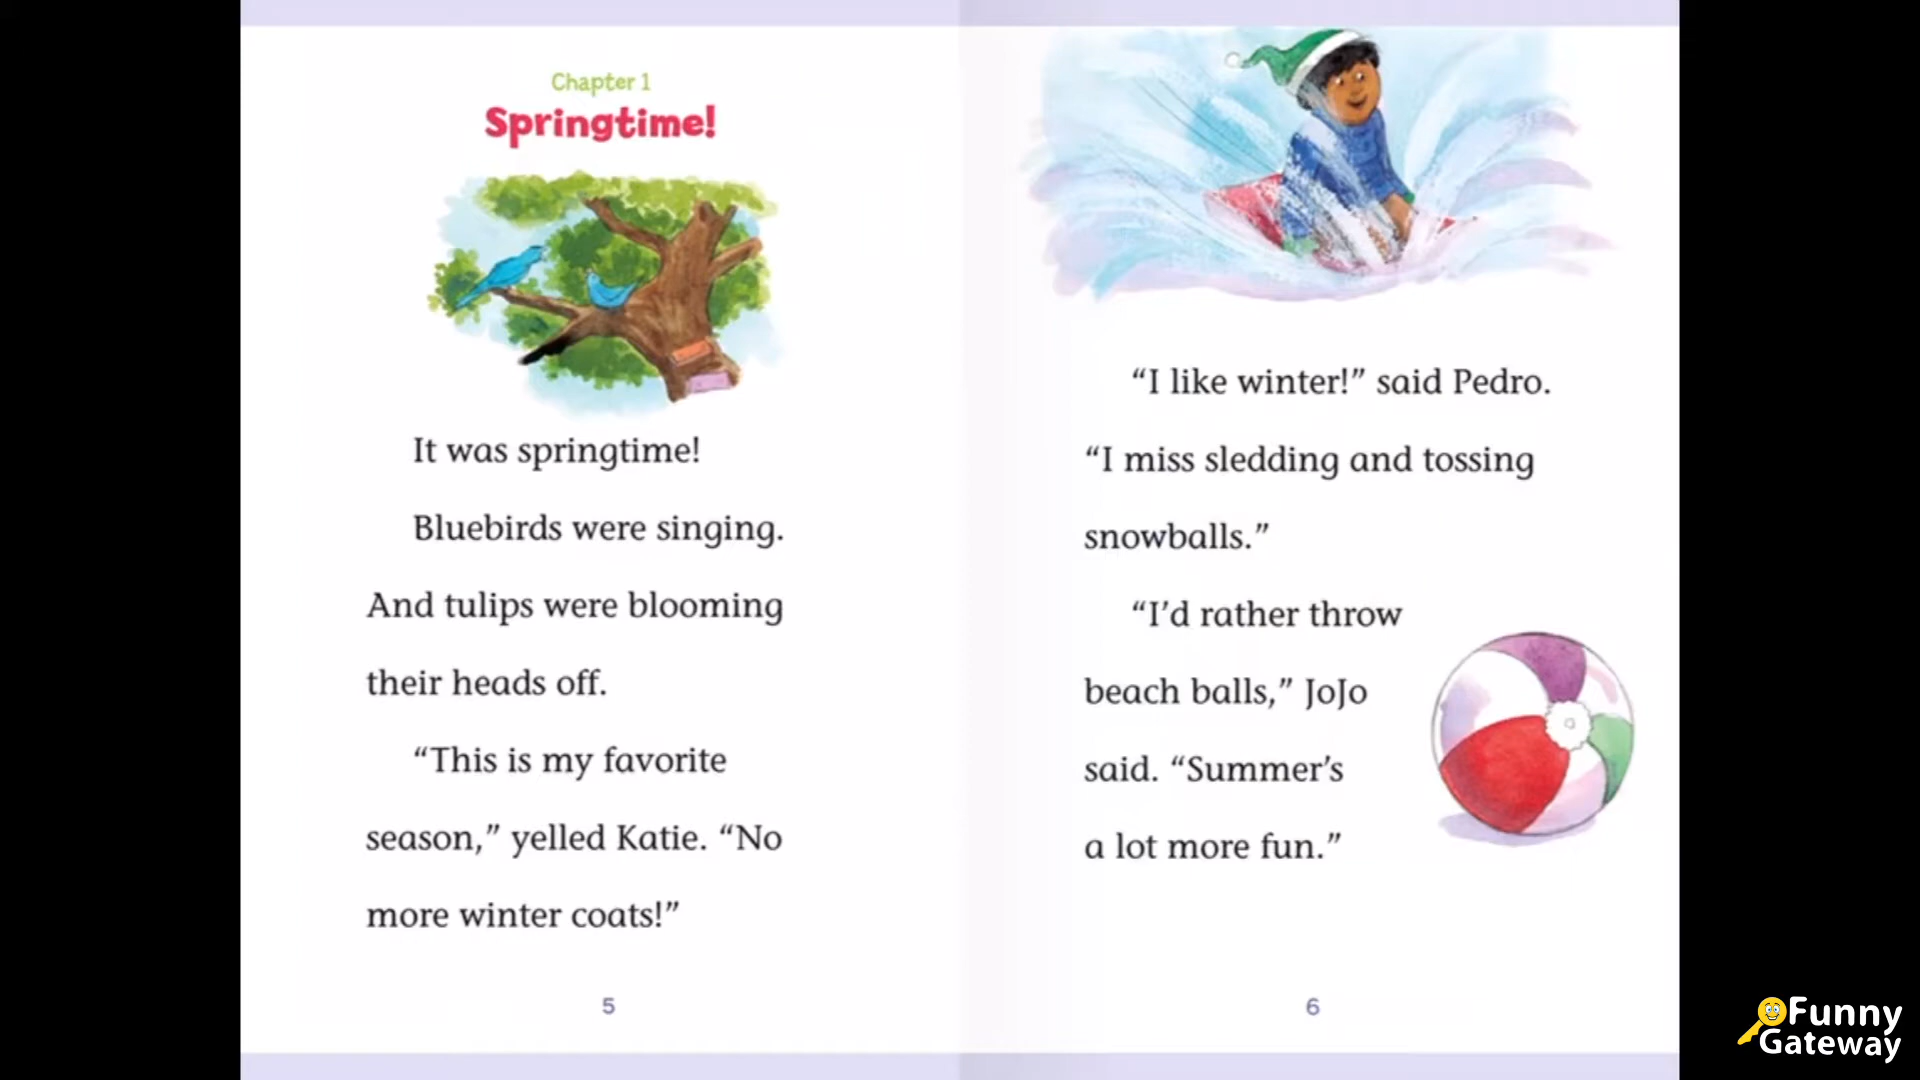 Chapter 1
Springtime!
It was springtime!
Bluebirds were singing.
And tulips were blooming
their heads off.
“This is my favorite
season,” yelled Katie. “No
more winter coats!”
5
“I like winter!” said Pedro.
“I miss sledding and tossing
snowballs.”
“I’d rather throw
beach balls,” JoJo
said. “Summer’s
a lot more fun.”
6
Funny
Gateway